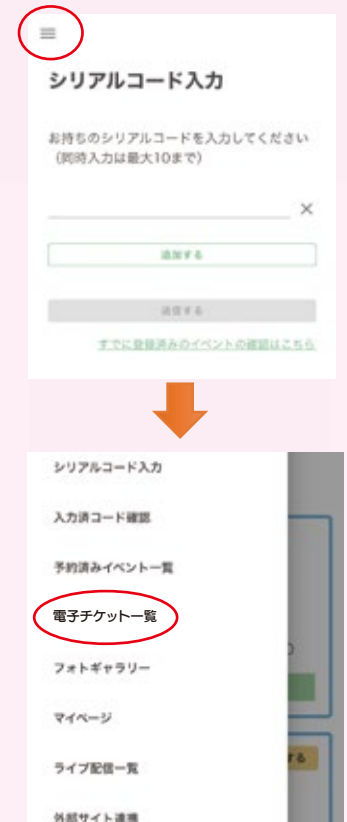 シリアルコード入力
お持ちのシリアルコードを入力してください
(同時入力は最大10まで)
追加する
送信する
すでに登録済みのイベントの確認はこちら
シリアルコード入力
入力済コード確認
予約済みイベント一覧
電子チケット一覧
フォトギャラリー
マイページ
ライブ配信一覧
外部サイト連携
する